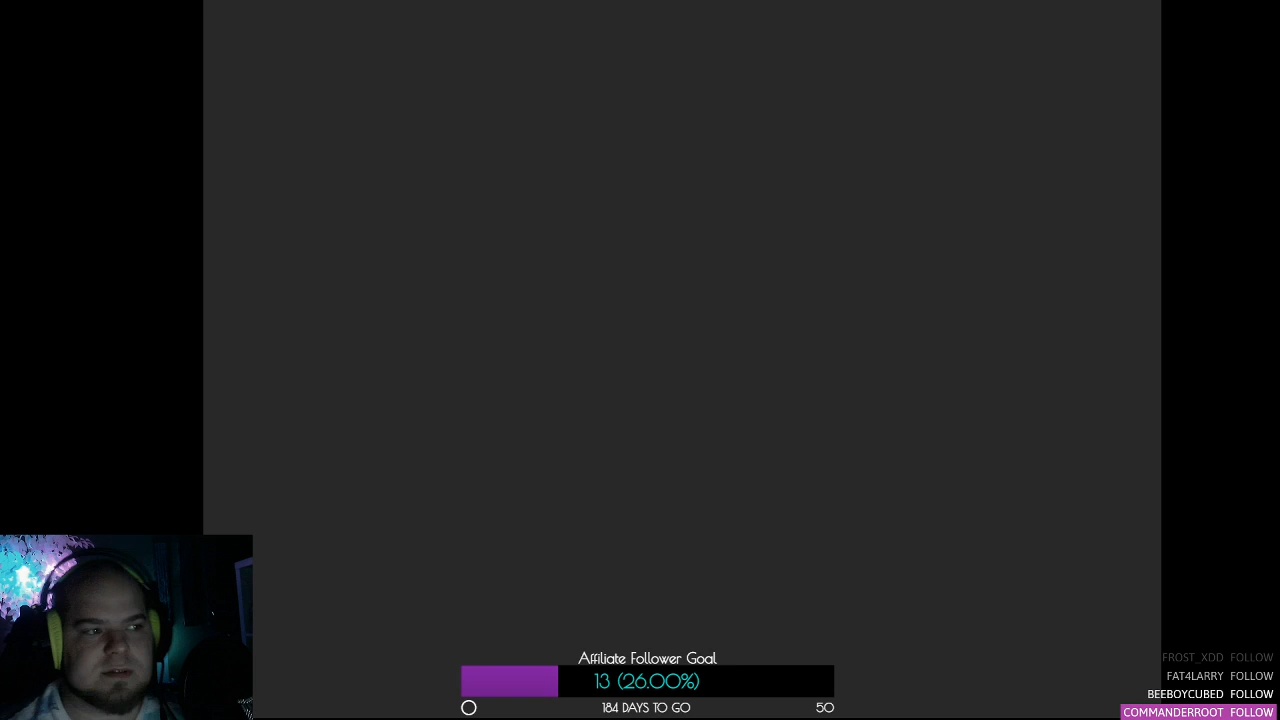 Affiliate Follower Goal
13 (26.00%)
0 184 DAYS TO GO 50
FROST_XDD FOLLOW
FAT4LARRY FOLLOW
BEEBOYCUBED FOLLOW
COMMANDERROOT FOLLOW